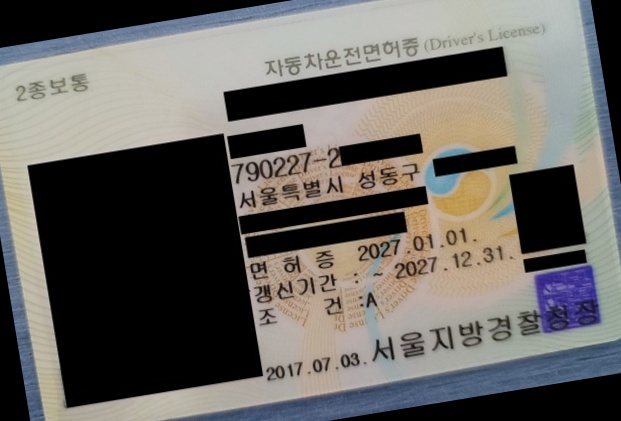 자동차운전면허증 (Driver's License)
2종보통
790227-2
서울특별시 성동구
면 허 증 2027.01.01.
갱신기간 : ~ 2027.12.31.
조 건 :A
2017.07.03. 서울지방경찰청장